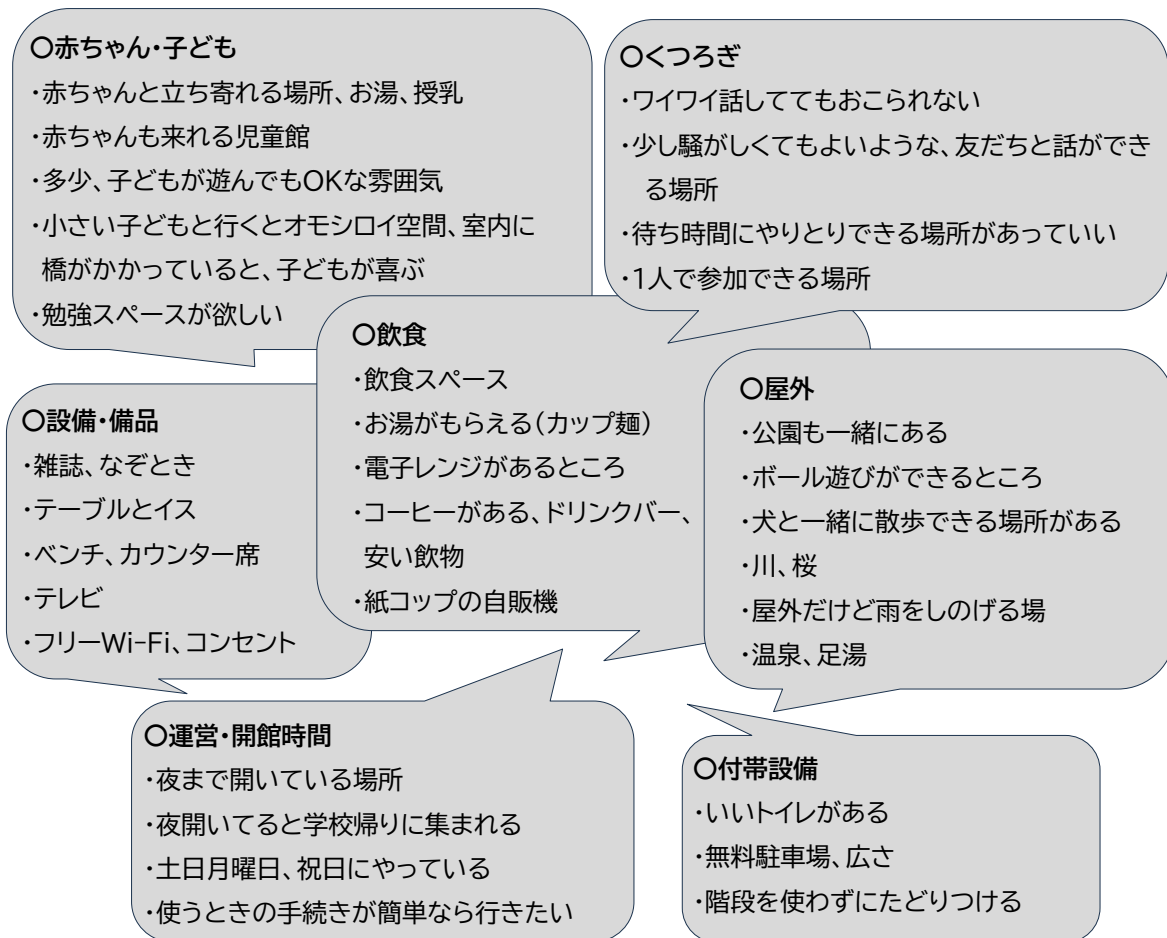 〇赤ちゃん・子ども
・赤ちゃんと立ち寄れる場所、お湯、授乳
・赤ちゃんも来れる児童館
・多少、子どもが遊んでもOKな雰囲気
・小さい子どもと行くとオモシロイ空間、室内に
橋がかかっていると、子どもが喜ぶ
・勉強スペースが欲しい
〇くつろぎ
・ワイワイ話しててもおこられない
・少し騒がしくてもよいような、友だちと話ができ
る場所
・待ち時間にやりとりできる場所があっていい
・1人で参加できる場所
〇飲食
・飲食スペース
・お湯がもらえる(カップ麺)
・電子レンジがあるところ
・コーヒーがある、ドリンクバー、
安い飲物
・紙コップの自販機
〇設備・備品
・雑誌、なぞとき
・テーブルとイス
・ベンチ、カウンター席
・テレビ
・フリーWi-Fi、コンセント
〇屋外
・公園も一緒にある
・ボール遊びができるところ
・犬と一緒に散歩できる場所がある
・川、桜
・屋外だけど雨をしのげる場
・温泉、足湯
〇運営・開館時間
・夜まで開いている場所
・夜開いてると学校帰りに集まれる
・土日月曜日、祝日にやっている
・使うときの手続きが簡単なら行きたい
〇付帯設備
・いいトイレがある
・無料駐車場、広さ
・階段を使わずにたどりつける